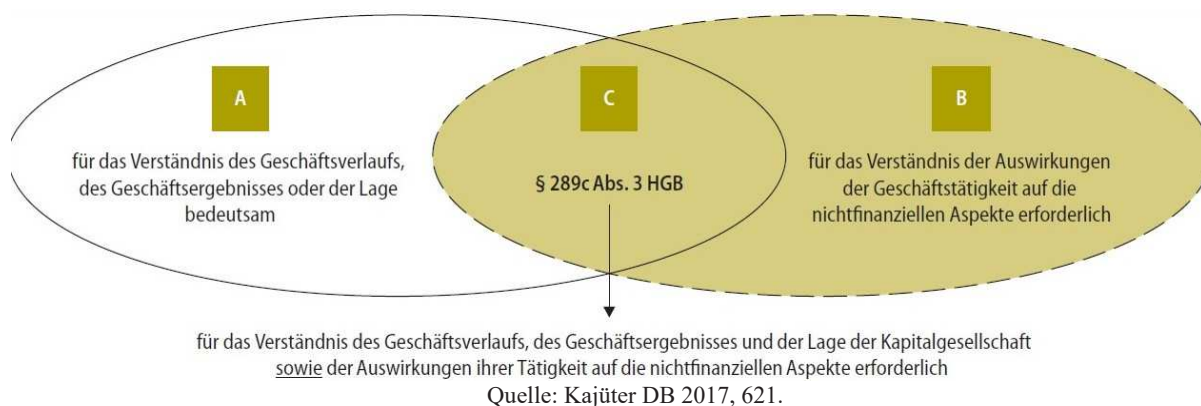 A
für das Verständnis des Geschäftsverlaufs,
des Geschäftsergebnisses oder der Lage
bedeutsam
C
§ 289c Abs. 3 HGB
B
für das Verständnis der Auswirkungen
der Geschäftstätigkeit auf die
nichtfinanziellen Aspekte erforderlich
für das Verständnis des Geschäftsverlaufs, des Geschäftsergebnisses und der Lage der Kapitalgesellschaft
sowie der Auswirkungen ihrer Tätigkeit auf die nichtfinanziellen Aspekte erforderlich
Quelle: Kajüter DB 2017, 621.